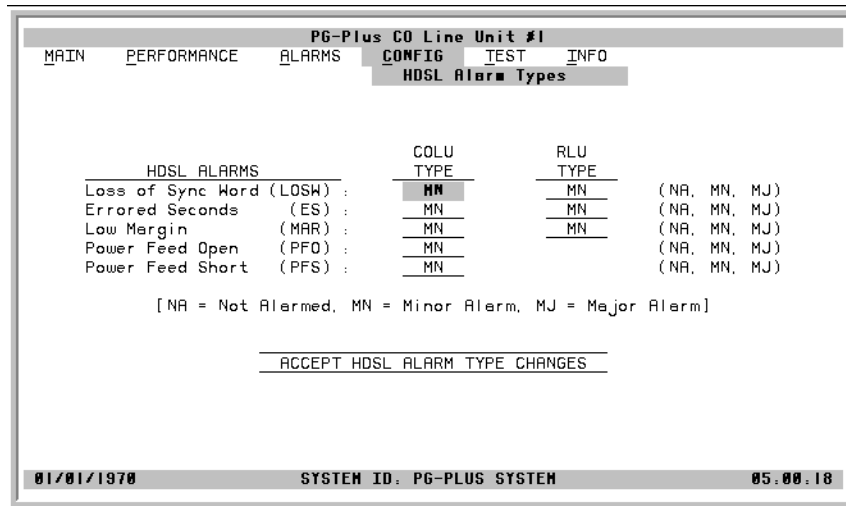 PG-Plus CO Line Unit #1
MAIN PERFORMANCE ALARMS CONFIG TEST INFO
HDSL Alarm Types
COLU RLU
HDSL ALARMS TYPE TYPE
Loss of Sync Word (LOSW) : MN MN (NA, MN, MJ)
Errored Seconds (ES) : MN MN (NA, MN, MJ)
Low Margin (MAR) : MN MN (NA, MN, MJ)
Power Feed Open (PFO) : MN (NA, MN, MJ)
Power Feed Short (PFS) : MN (NA, MN, MJ)
[NA = Not Alarmed, MN = Minor Alarm, MJ = Major Alarm]
ACCEPT HDSL ALARM TYPE CHANGES
01/01/1970 SYSTEM ID: PG-PLUS SYSTEM 05:00:18